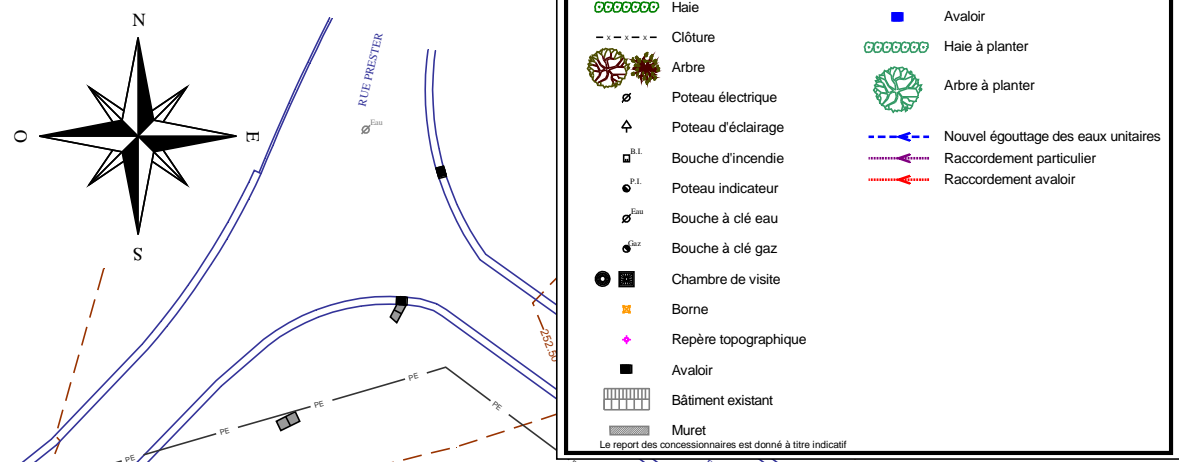 N
O
E
S
RUE PRESTER
Eau
252.50
PE
PE
PE
PE
PE
Haie
x x x
Clôture
Arbre
Poteau électrique
Poteau d'éclairage
B.I.
Bouche d'incendie
P.I.
Poteau indicateur
Eau
Bouche à clé eau
Gaz
Bouche à clé gaz
Chambre de visite
Borne
Repère topographique
Avaloir
Bâtiment existant
Muret
Le report des concessionnaires est donné à titre indicatif
Avaloir
Haie à planter
Arbre à planter
Nouvel égouttage des eaux unitaires
Raccordement particulier
Raccordement avaloir